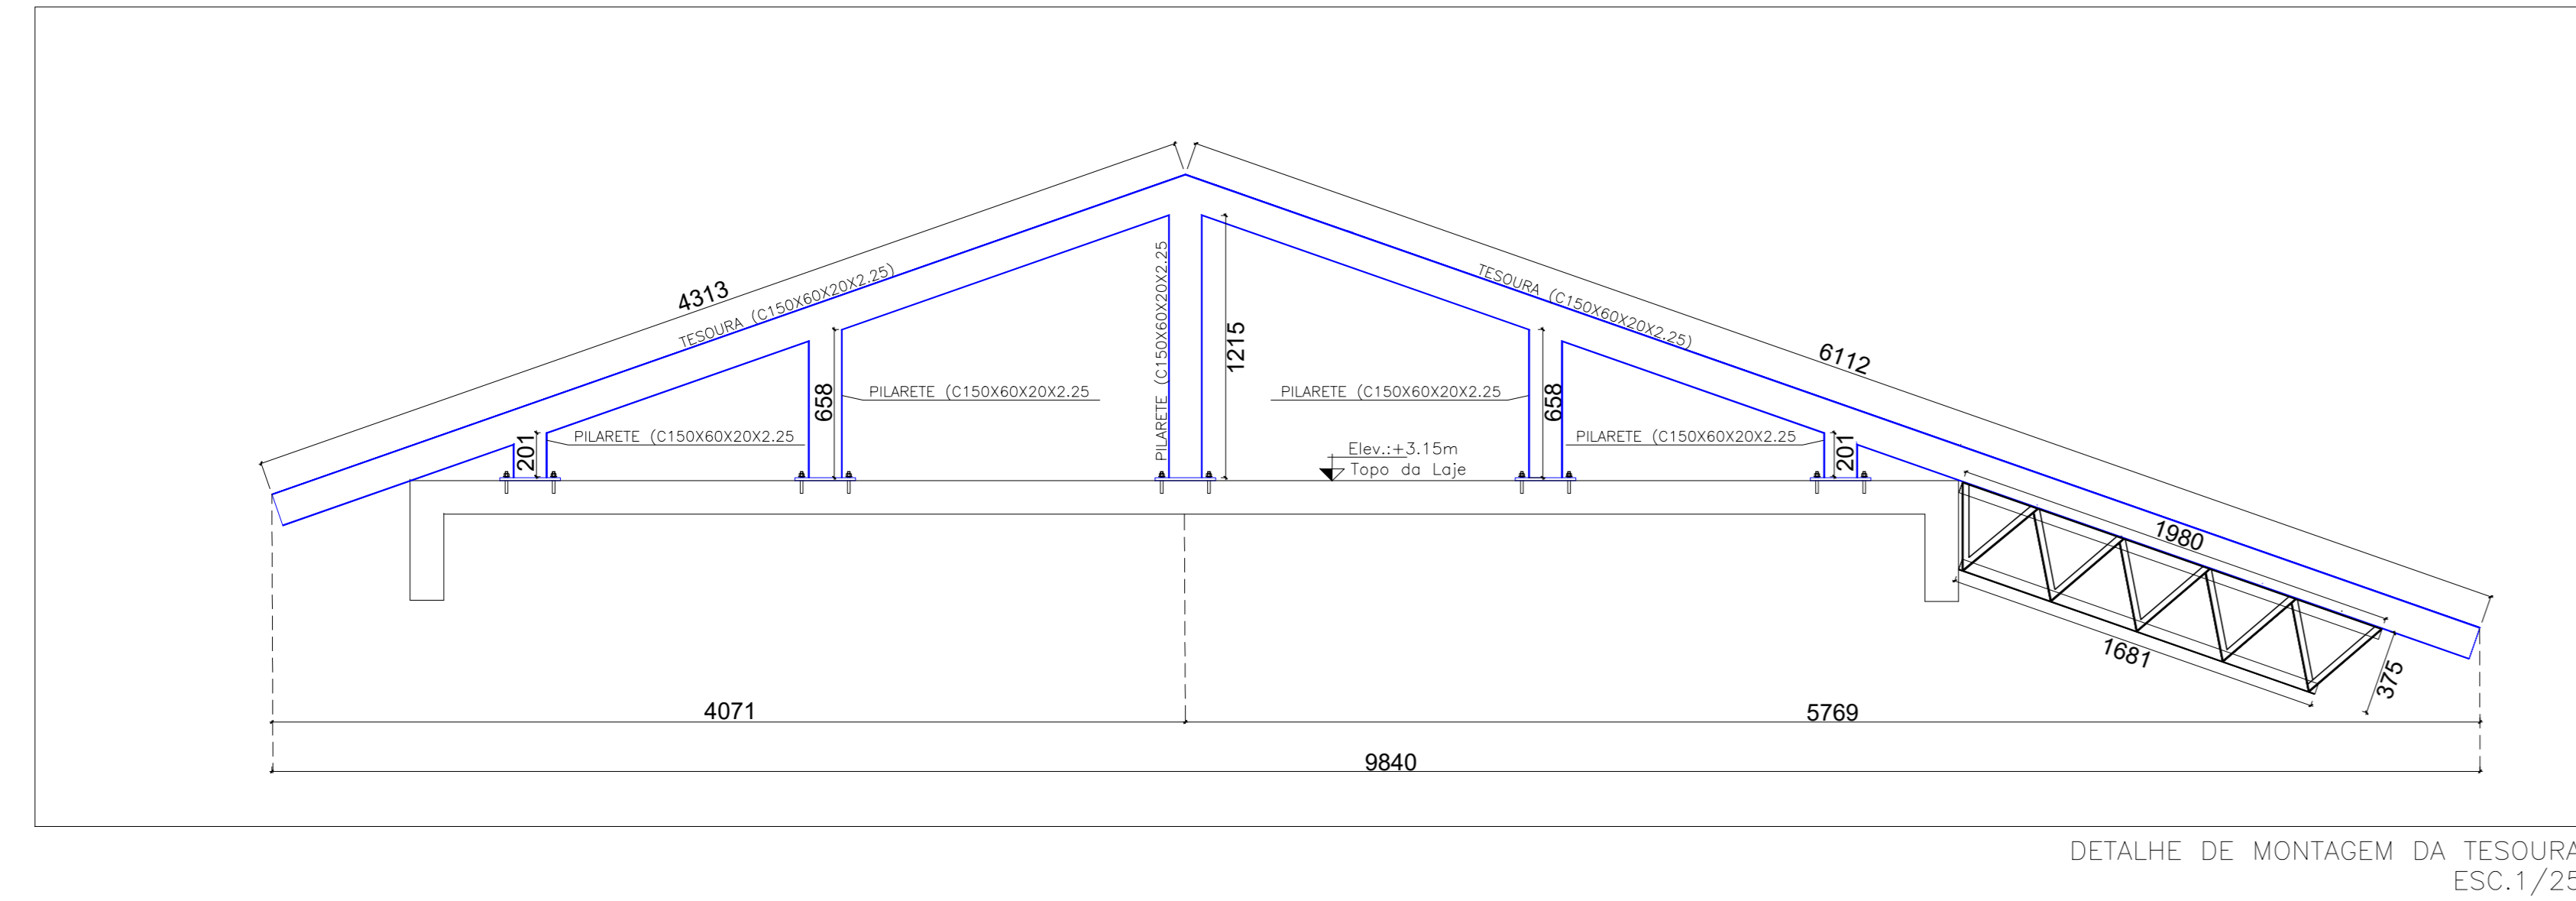 4313
TESOURA (C150X60X20X2.25)
TESOURA (C150X60X20X2.25)
6112
PILARETE (C150X60X20X2.25
1215
658
PILARETE (C150X60X20X2.25
PILARETE (C150X60X20X2.25
658
201
PILARETE (C150X60X20X2.25
Elev.:+3.15m
Topo da Laje
PILARETE (C150X60X20X2.25
201
1980
1681
375
4071
5769
9840
DETALHE DE MONTAGEM DA TESOURA
ESC.1/25